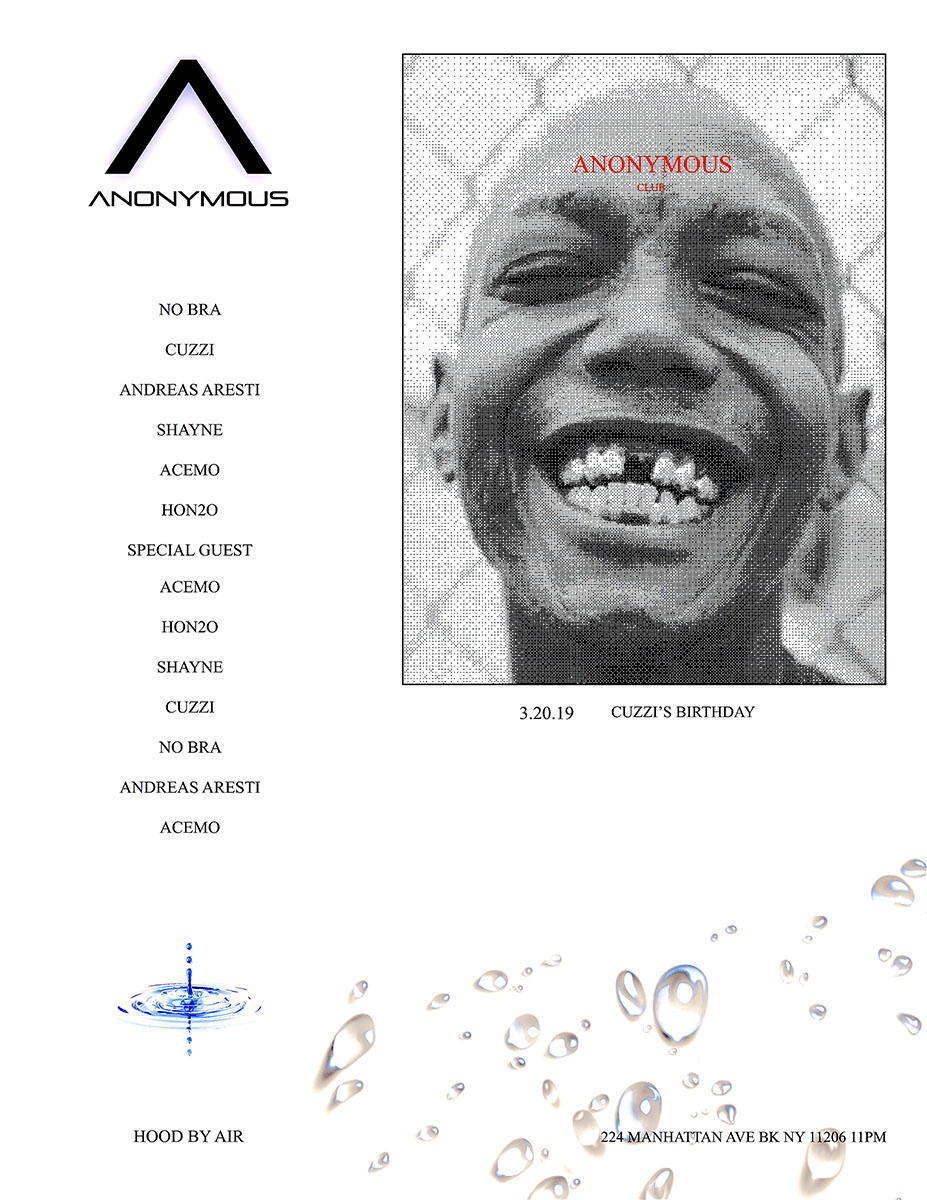 ANONYMOUS
NO BRA
CUZZI
ANDREAS ARESTI
SHAYNE
ACEMO
HON2O
SPECIAL GUEST
ACEMO
HON2O
SHAYNE
CUZZI
NO BRA
ANDREAS ARESTI
ACEMO
HOOD BY AIR
ANONYMOUS
CLUB
3.20.19 CUZZI’S BIRTHDAY
224 MANHATTAN AVE BK NY 11206 11PM